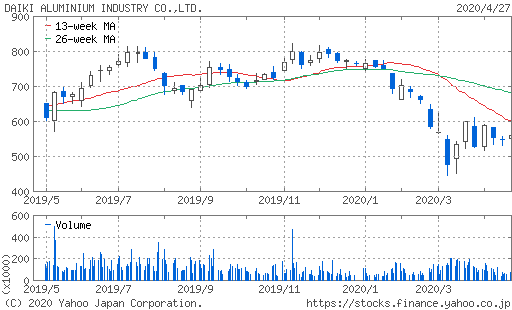 DAIKI ALUMINIUM INDUSTRY CO.,LTD. 2020/4/27
900
13-week MA
26-week MA
800
700
600
500
400
2019/5 2019/7 2019/9 2019/11 2020/1 2020/3
600
Volume
400
200
0
(x1000)
2019/5 2019/7 2019/9 2019/11 2020/1 2020/3
(C) 2020 Yahoo Japan Corporation. https://stocks.finance.yahoo.co.jp/